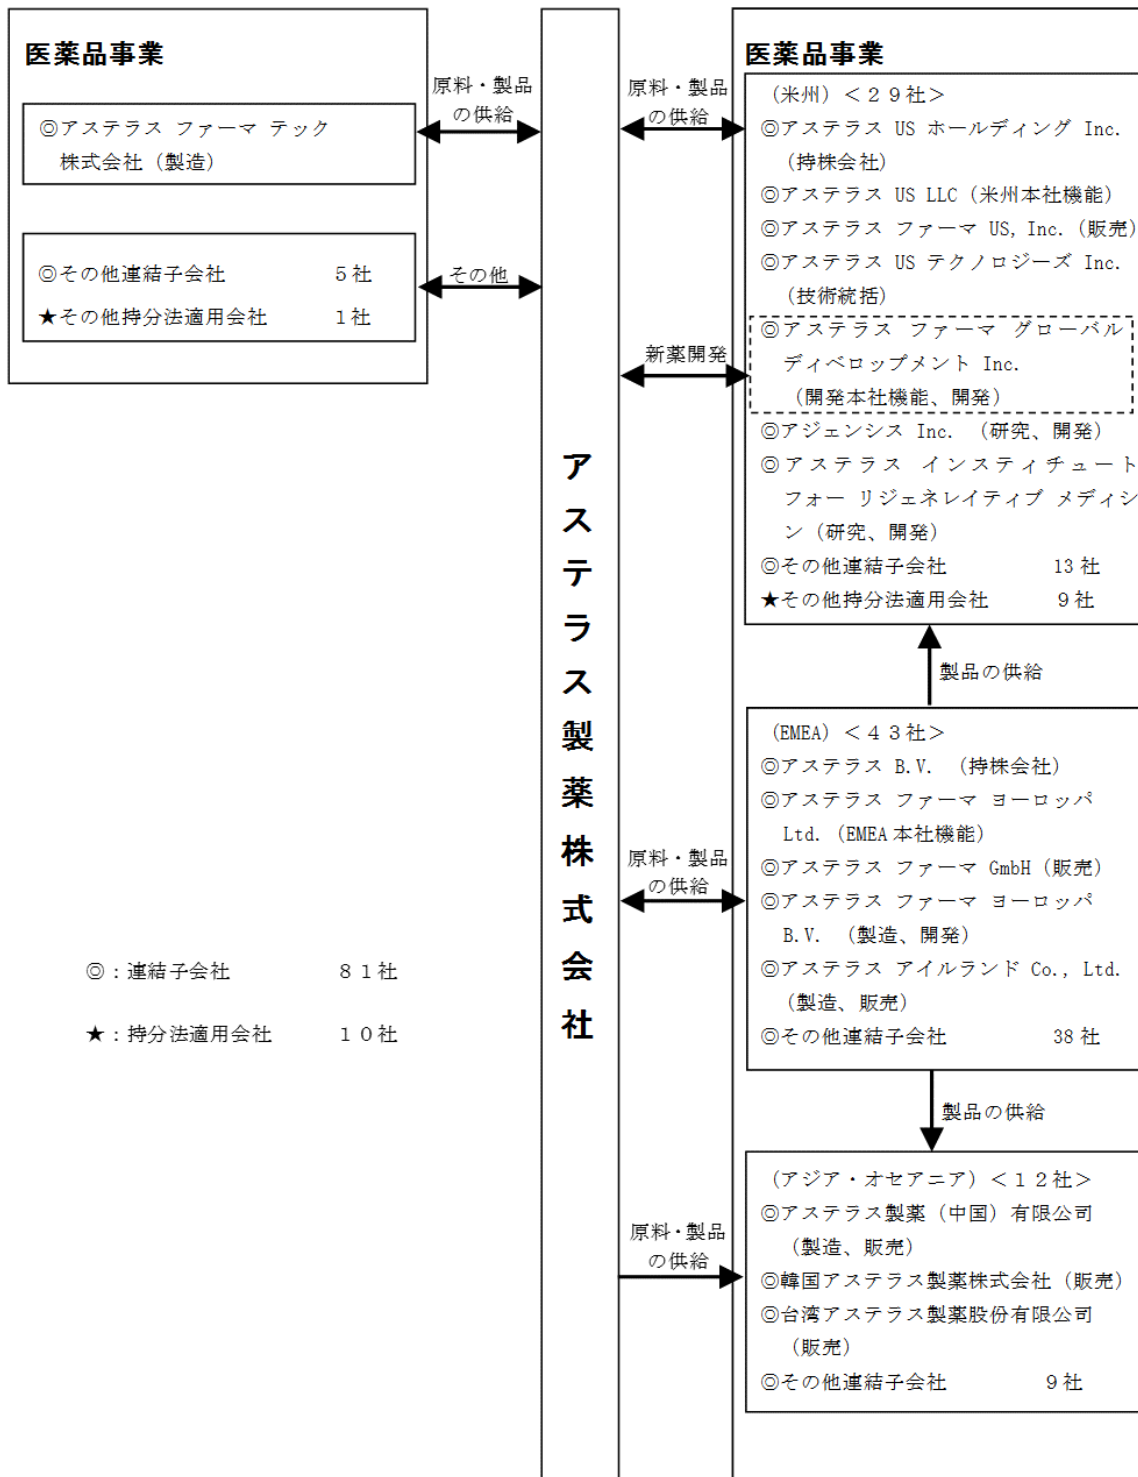 医薬品事業
◎アステラス ファーマ テック
株式会社（製造）
◎その他連結子会社 5社
★その他持分法適用会社 1社
原料・製品
の供給
その他
◎：連結子会社 ８１社
★：持分法適用会社 １０社
アステラス製薬株式会社
原料・製品
の供給
新薬開発
原料・製品
の供給
原料・製品
の供給
医薬品事業
（米州）＜２９社＞
◎アステラス US ホールディング Inc.
（持株会社）
◎アステラス US LLC（米州本社機能）
◎アステラス ファーマ US, Inc.（販売）
◎アステラス US テクノロジーズ Inc.
（技術統括）
◎アステラス ファーマ グローバル
ディベロップメント Inc.
（開発本社機能、開発）
◎アジェンシス Inc. （研究、開発）
◎アステラス インスティチュート
フォー リジェネレイティブ メディシ
ン（研究、開発）
◎その他連結子会社 13社
★その他持分法適用会社 9社
製品の供給
（EMEA）＜４３社＞
◎アステラス B.V. （持株会社）
◎アステラス ファーマ ヨーロッパ
Ltd.（EMEA本社機能）
◎アステラス ファーマ GmbH（販売）
◎アステラス ファーマ ヨーロッパ
B.V. （製造、開発）
◎アステラス アイルランド Co., Ltd.
（製造、販売）
◎その他連結子会社 38社
製品の供給
（アジア・オセアニア）＜１２社＞
◎アステラス製薬（中国）有限公司
（製造、販売）
◎韓国アステラス製薬株式会社（販売）
◎台湾アステラス製薬股份有限公司
（販売）
◎その他連結子会社 9社